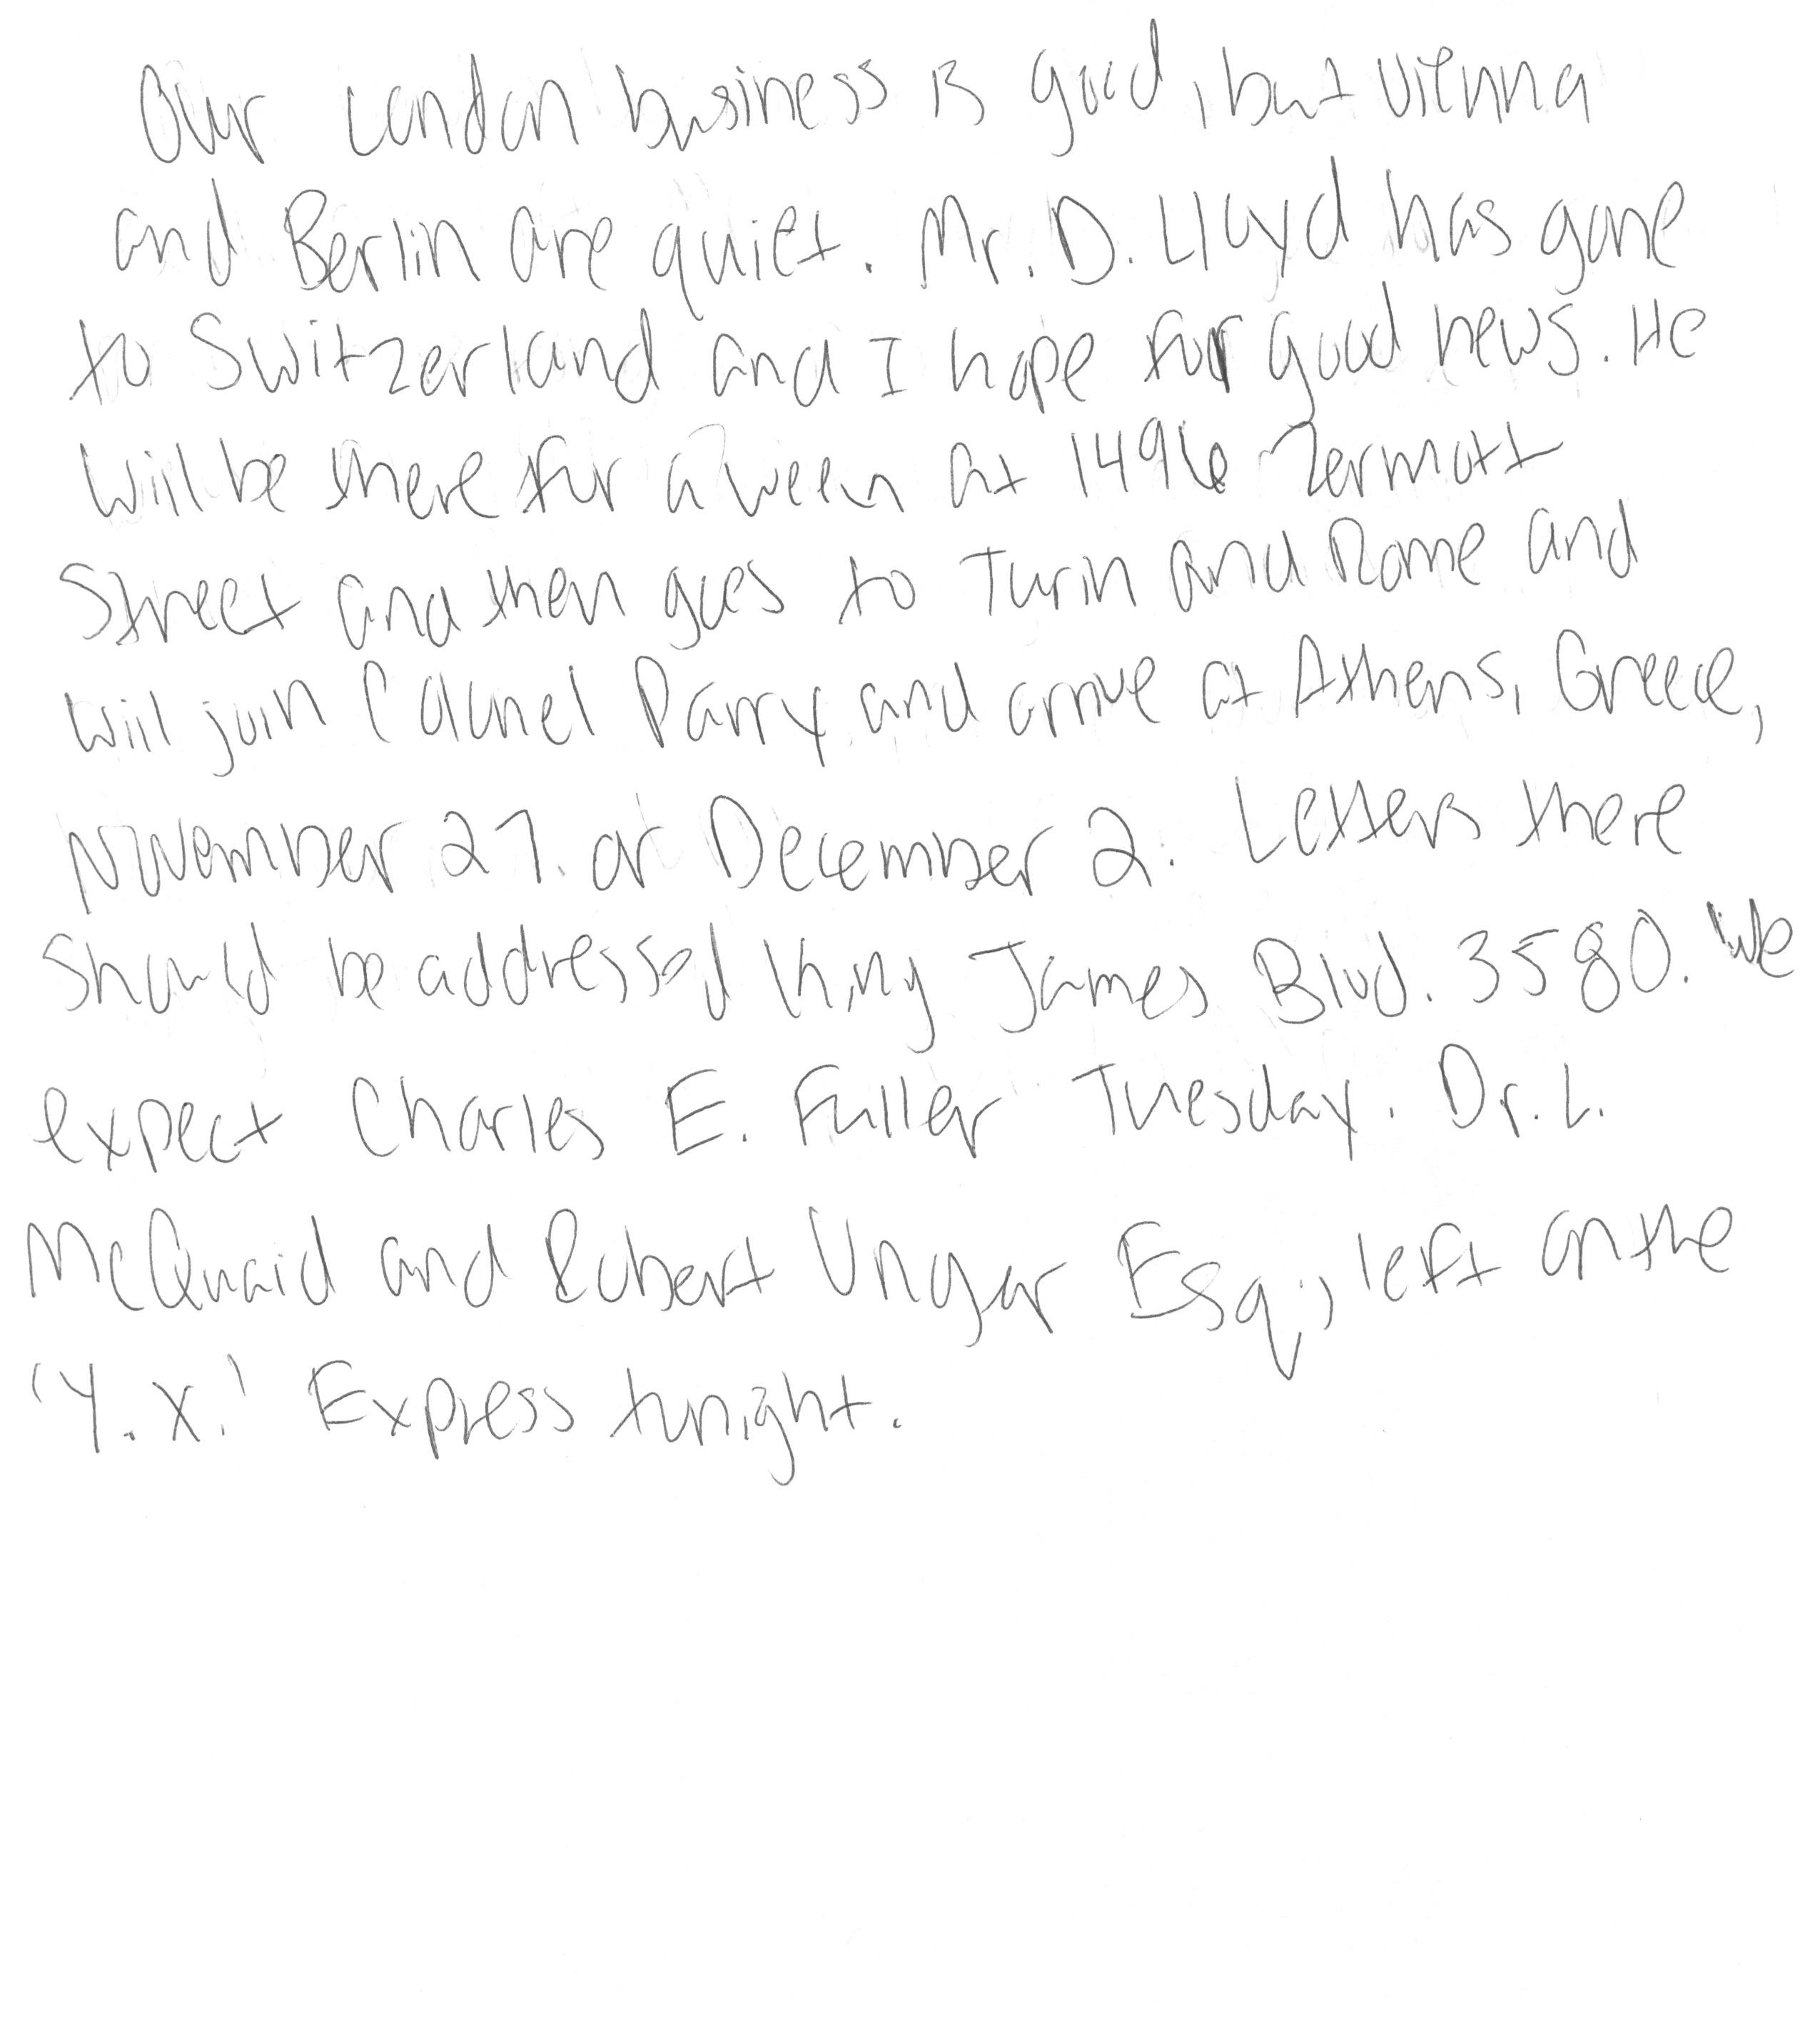 Our London business is good, but Vienna
and Berlin are quiet. Mr. D. Lloyd has gone
to Switzerland and I hope for good news. He
will be there for a week at 1496 Zermott
Street and then goes to Turin and Rome and
will join Colonel Parry and arrive at Athens, Greece,
November 27. or December 2. Letters there
should be addressed King James Blvd. 3580. We
expect Charles E. Fuller Tuesday. Dr. L.
McQuaid and Robert Unger Esq., left on the
'Y.X.' Express tonight.